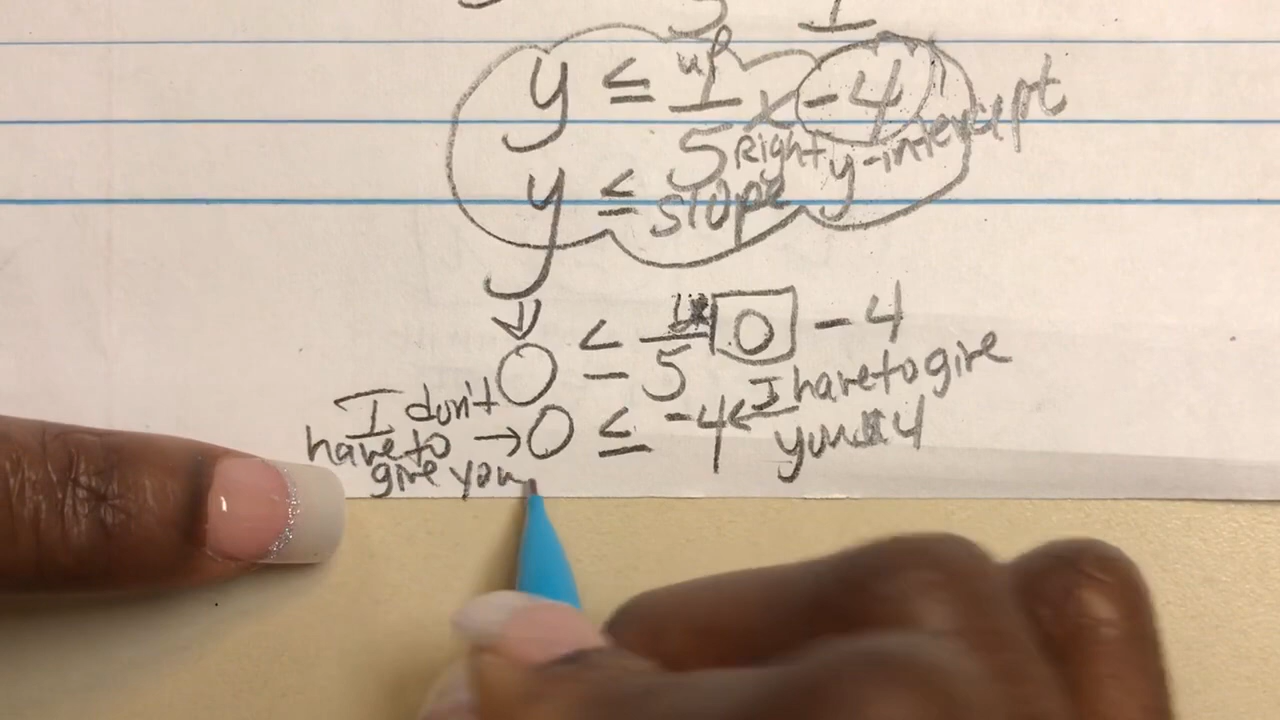 up
y ≤ 1/5 x - 4
Right y-intercept
y ≤ slope
0 ≤ 1/5 0 - 4
I don't I have to give
have to → 0 ≤ -4 ← you 4
give you